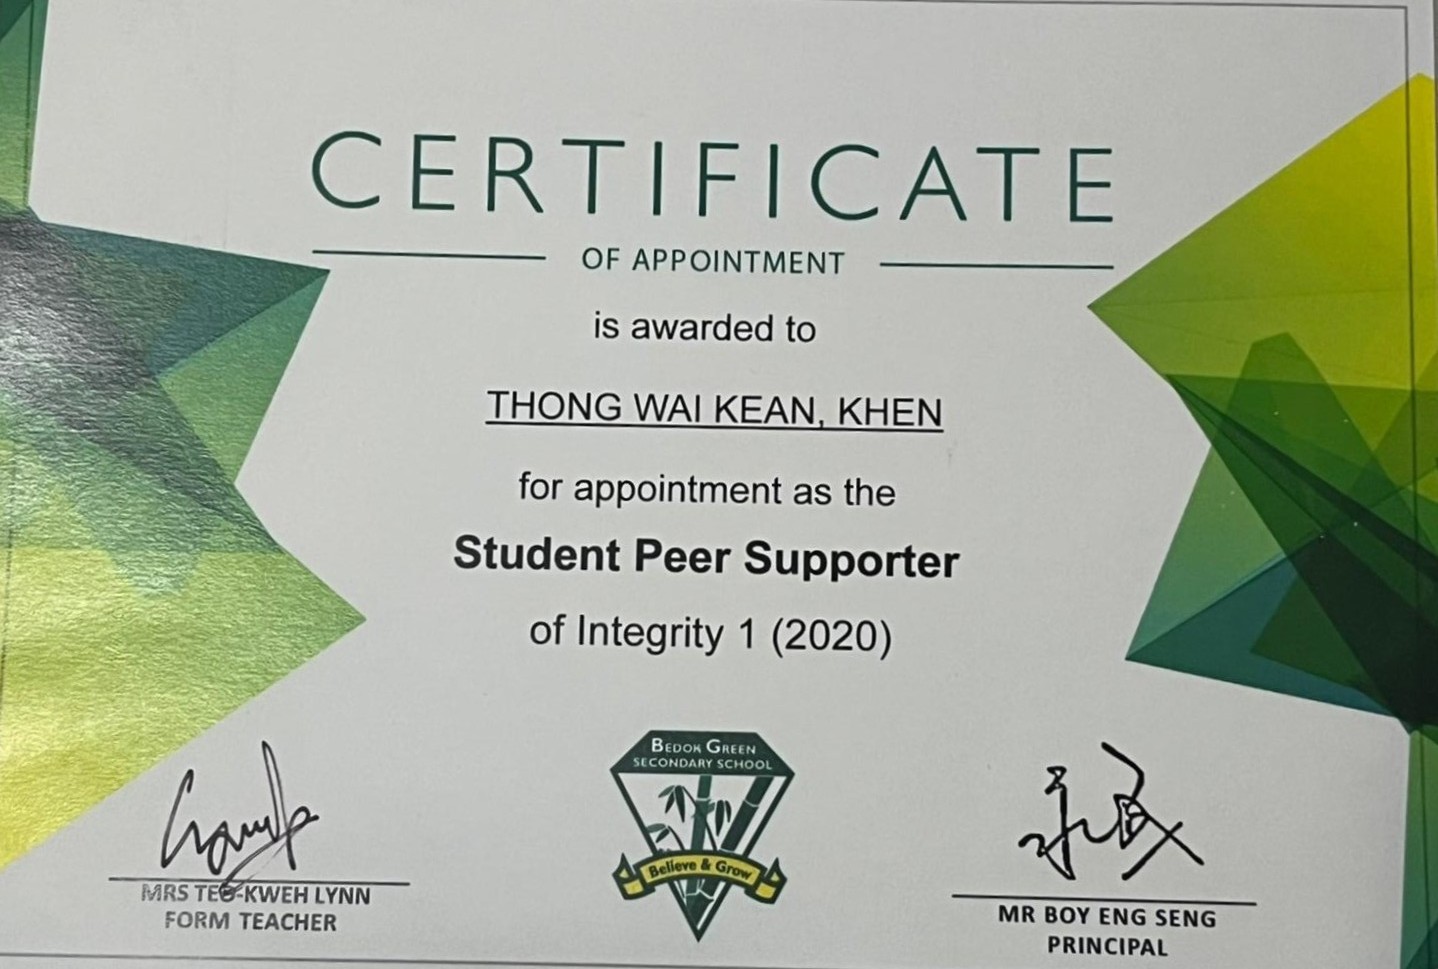 CERTIFICATE
OF APPOINTMENT
is awarded to
THONG WAI KEAN, KHEN
for appointment as the
Student Peer Supporter
of Integrity 1 (2020)
BEDOK GREEN
SECONDARY SCHOOL
Believe & Grow
MRS TEO-KWEH LYNN
FORM TEACHER
MR BOY ENG SENG
PRINCIPAL